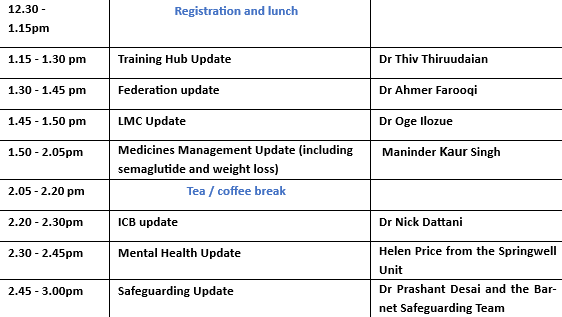 12.30 -
1.15pm
Registration and lunch
1.15 - 1.30 pm
Training Hub Update
Dr Thiv Thiruudaian
1.30 - 1.45 pm
Federation update
Dr Ahmer Farooqi
1.45 - 1.50 pm
LMC Update
Dr Oge Ilozue
1.50 - 2.05pm
Medicines Management Update (including
semaglutide and weight loss)
Maninder Kaur Singh
2.05 - 2.20 pm
Tea / coffee break
2.20 - 2.30pm
ICB update
Dr Nick Dattani
2.30 - 2.45pm
Mental Health Update
Helen Price from the Springwell
Unit
2.45 - 3.00pm
Safeguarding Update
Dr Prashant Desai and the Bar-
net Safeguarding Team